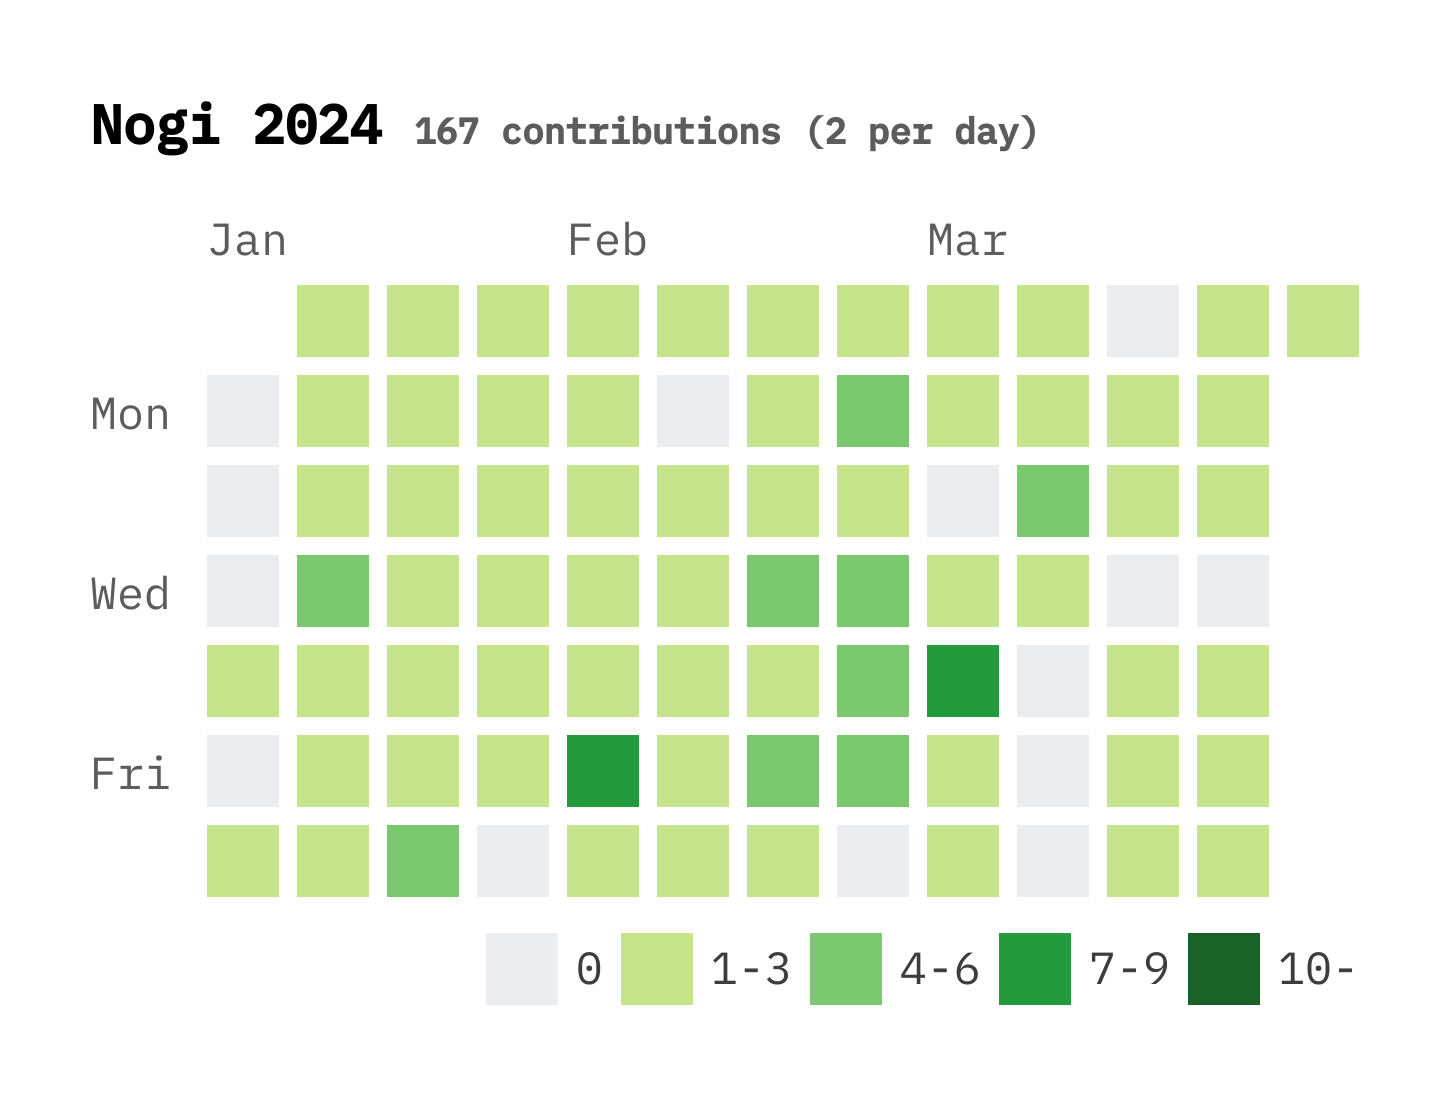 Nogi 2024 167 contributions (2 per day)
Jan Feb Mar
Mon
Wed
Fri
0 1-3 4-6 7-9 10-